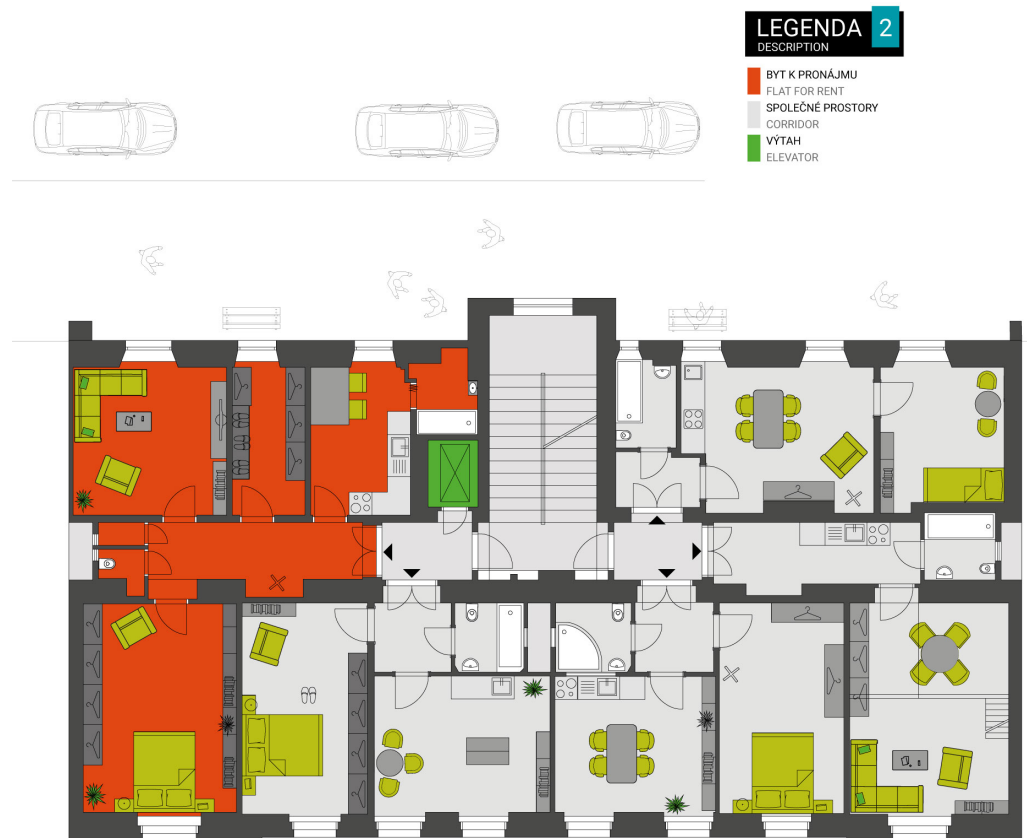 LEGENDA 2
DESCRIPTION
BYT K PRONÁJMU
FLAT FOR RENT
SPOLEČNÉ PROSTORY
CORRIDOR
VÝTAH
ELEVATOR